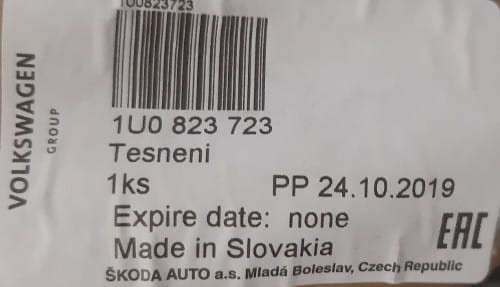 1U0823723
VOLKSWAGEN
GROUP
1U0 823 723
Tesneni
1ks PP 24.10.2019
Expire date: none
Made in Slovakia
EAC
ŠKODA AUTO a.s. Mladá Boleslav, Czech Republic